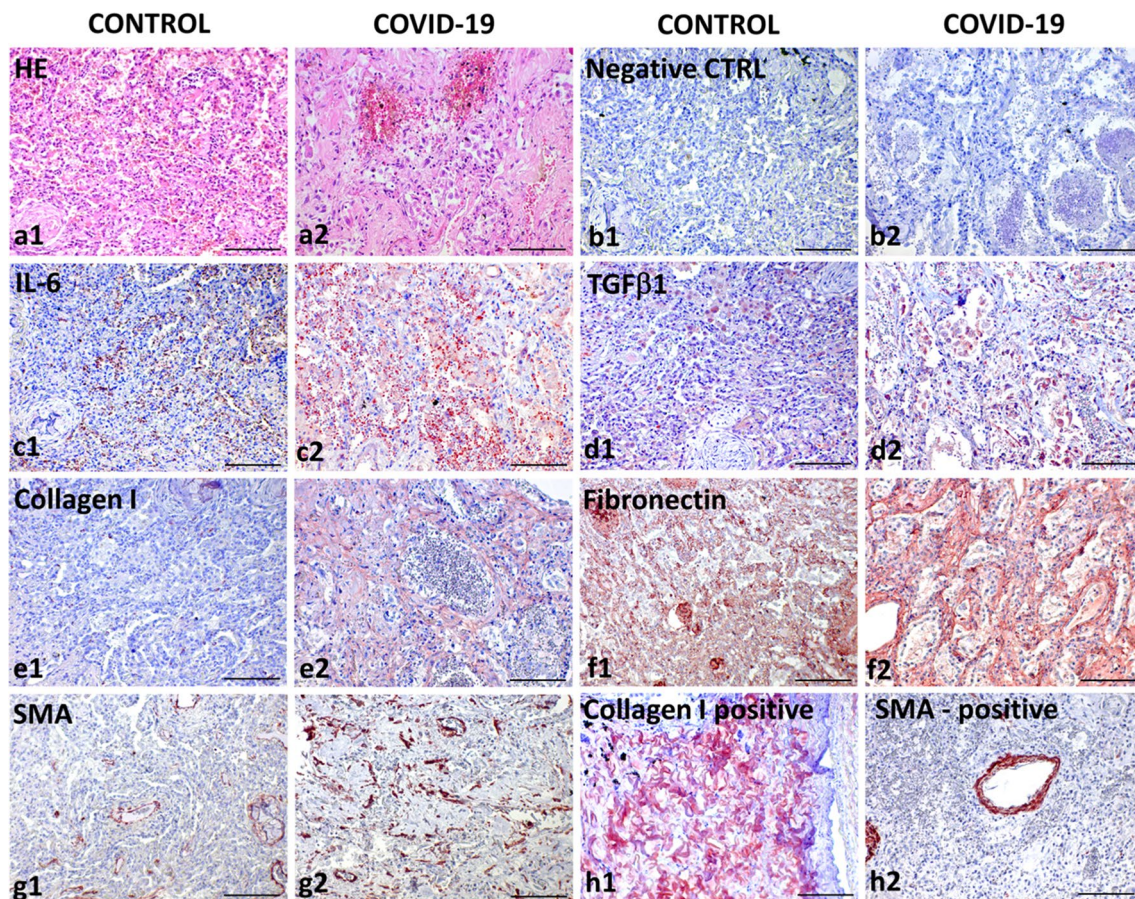 CONTROL COVID-19 CONTROL COVID-19
HE Negative CTRL
a1 a2 b1 b2
IL-6 TGFβ1
c1 c2 d1 d2
Collagen I Fibronectin
e1 e2 f1 f2
SMA Collagen I positive SMA - positive
g1 g2 h1 h2